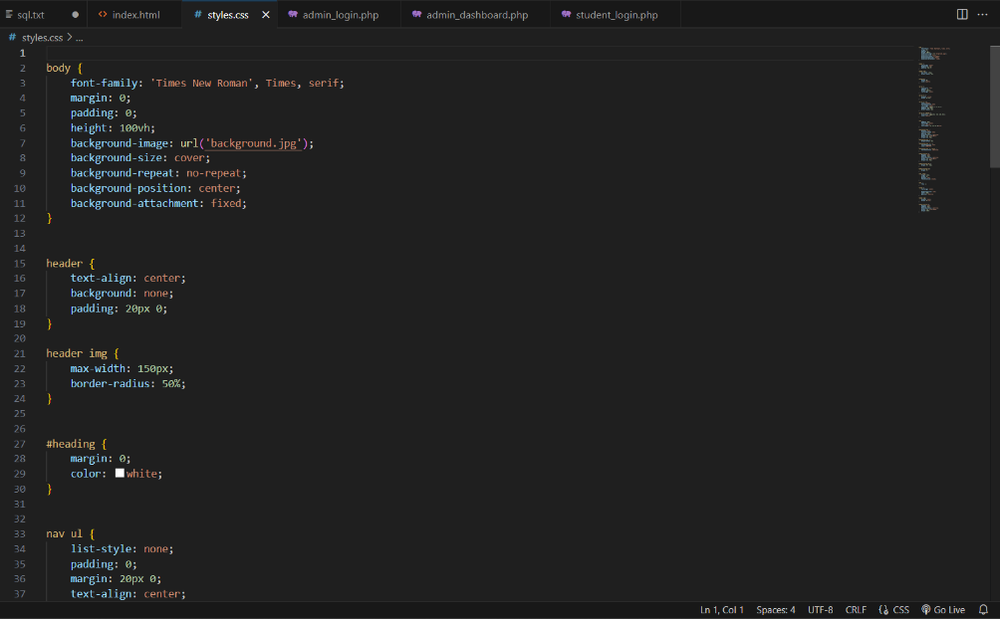 sql.txt index.html # styles.css admin_login.php admin_dashboard.php student_login.php
# styles.css > ...
1
2 body {
3     font-family: 'Times New Roman', Times, serif;
4     margin: 0;
5     padding: 0;
6     height: 100vh;
7     background-image: url('background.jpg');
8     background-size: cover;
9     background-repeat: no-repeat;
10     background-position: center;
11     background-attachment: fixed;
12 }
13
14
15 header {
16     text-align: center;
17     background: none;
18     padding: 20px 0;
19 }
20
21 header img {
22     max-width: 150px;
23     border-radius: 50%;
24 }
25
26
27 #heading {
28     margin: 0;
29     color: white;
30 }
31
32
33 nav ul {
34     list-style: none;
35     padding: 0;
36     margin: 20px 0;
37     text-align: center;
Ln 1, Col 1 Spaces: 4 UTF-8 CRLF {} CSS Go Live